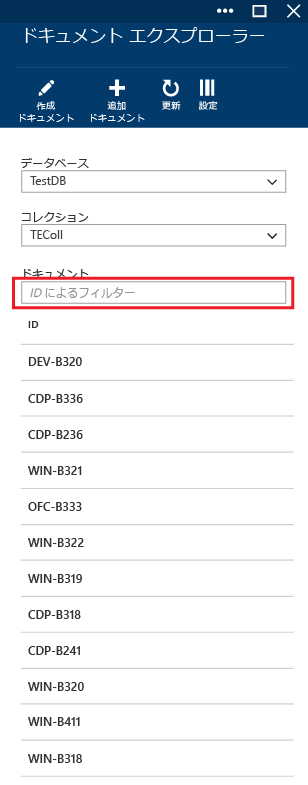 ドキュメント エクスプローラー
作成
ドキュメント
追加
ドキュメント
更新
設定
データベース
TestDB
コレクション
TEColl
ドキュメント
ID によるフィルター
ID
DEV-B320
CDP-B336
CDP-B236
WIN-B321
OFC-B333
WIN-B322
WIN-B319
CDP-B318
CDP-B241
WIN-B320
WIN-B411
WIN-B318